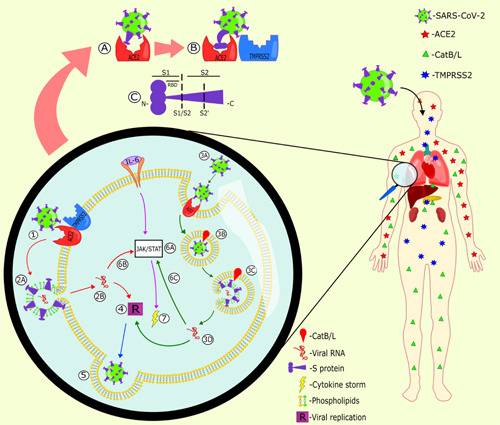 -SARS-CoV-2
-ACE2
-CatB/L
-TMPRSS2
A
ACE2
B
ACE2
TMPRSS2
S1
S2
RBD
C
N-
-C
S1/S2
S2'
IL-6
3A
1
ACE2
TMPRSS2
3B
JAK/STAT
6A
2A
6B
6C
3C
2B
4
R
7
3D
5
-CatB/L
-Viral RNA
-S protein
-Cytokine storm
-Phospholipids
R
-Viral replication